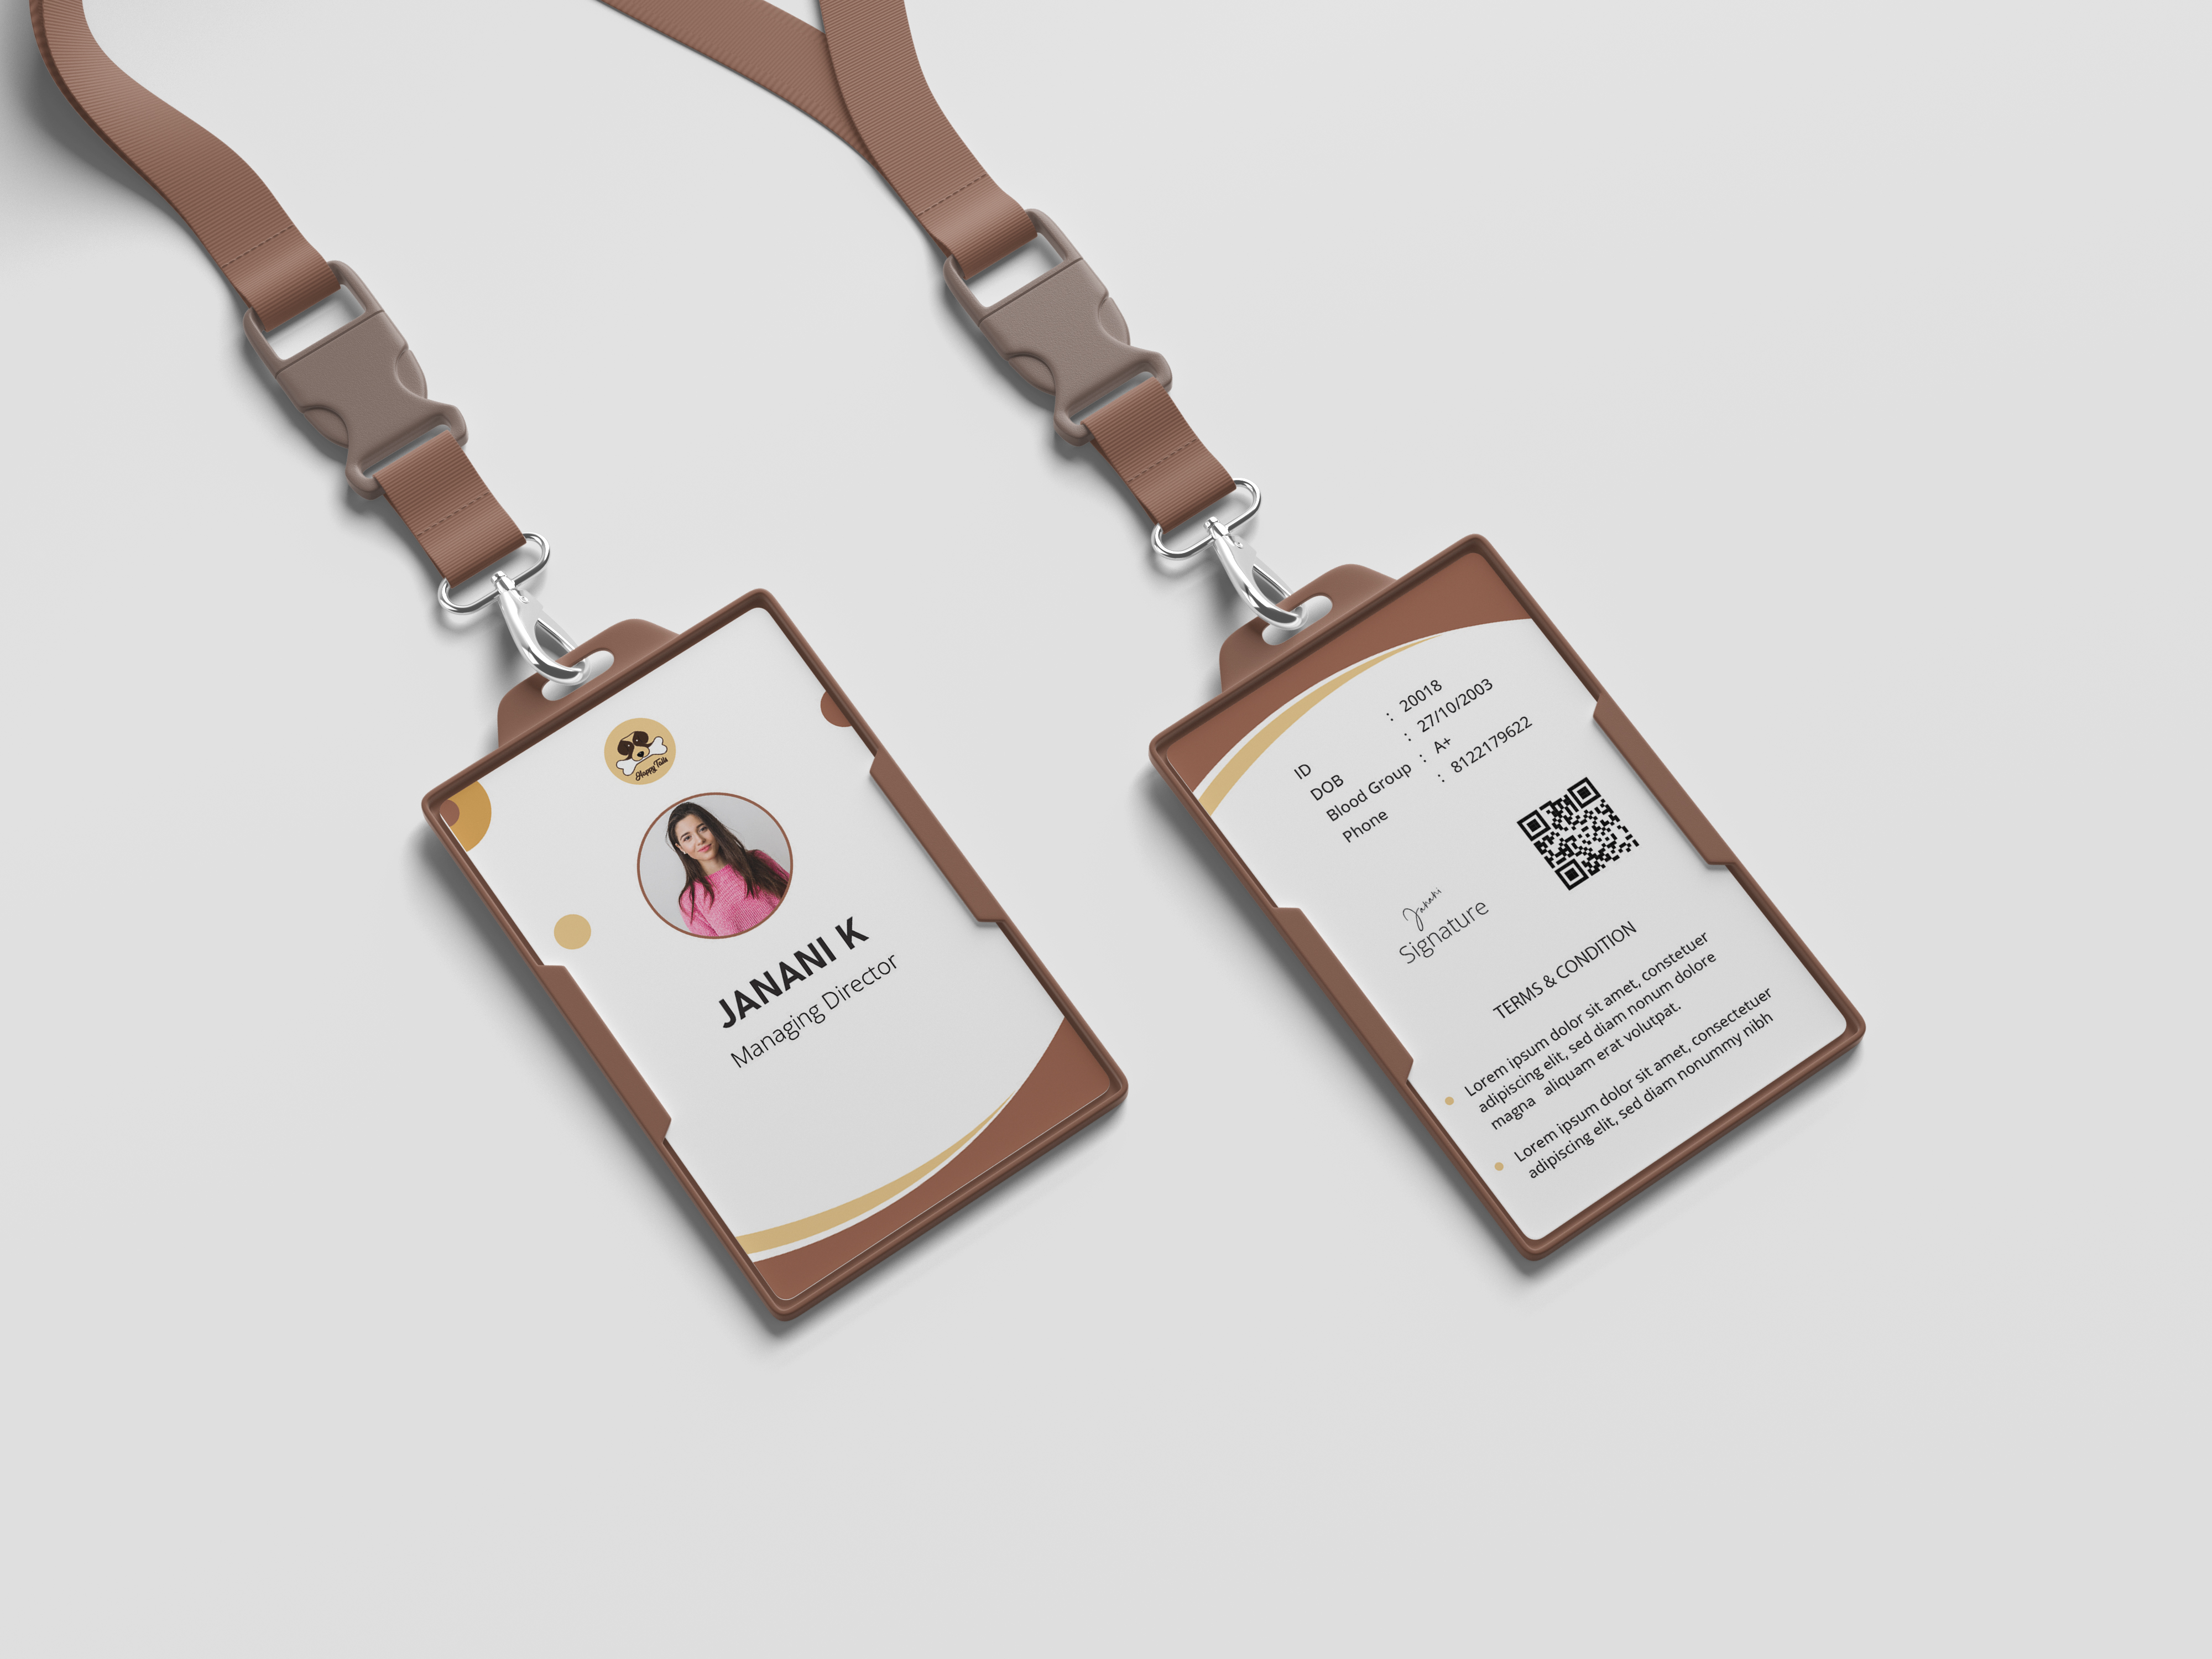 Happy Tails
JANANI K
Managing Director
ID : 20018
DOB : 27/10/2003
Blood Group : A+
Phone : 8122179622
Janani
Signature
TERMS & CONDITION
Lorem ipsum dolor sit amet, constetuer
adipiscing elit, sed diam nonum dolore
magna aliquam erat volutpat.
Lorem ipsum dolor sit amet, consectetuer
adipiscing elit, sed diam nonummy nibh